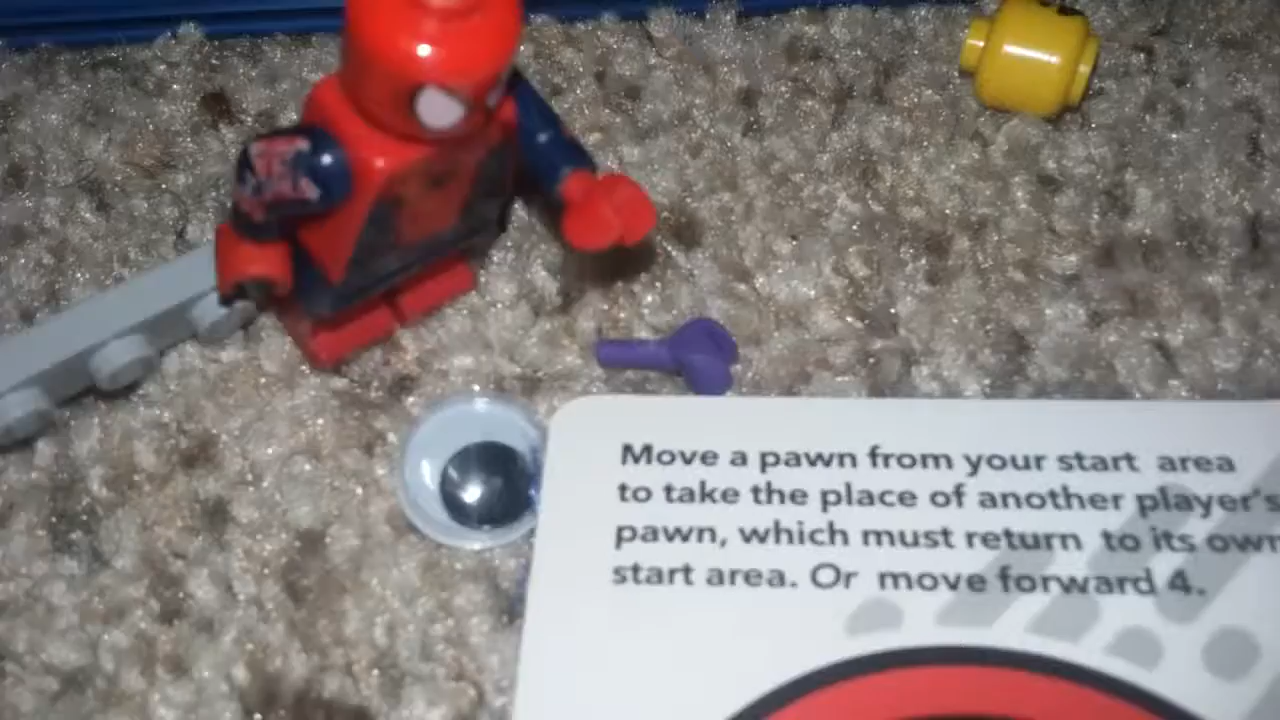 Move a pawn from your start area
to take the place of another player's
pawn, which must return to its own
start area. Or move forward 4.